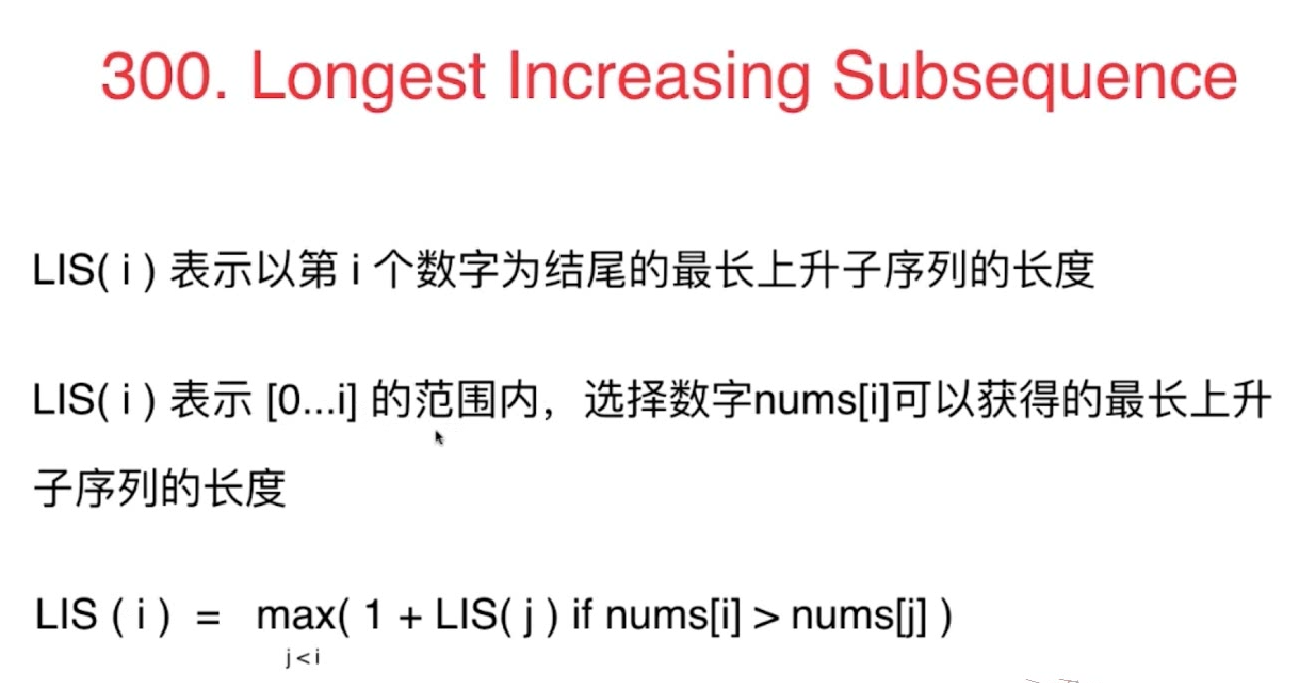 300. Longest Increasing Subsequence
LIS( i ) 表示以第 i 个数字为结尾的最长上升子序列的长度
LIS( i ) 表示 [0...i] 的范围内，选择数字nums[i]可以获得的最长上升
子序列的长度
LIS ( i ) = max( 1 + LIS( j ) if nums[i] > nums[j] )
j < i